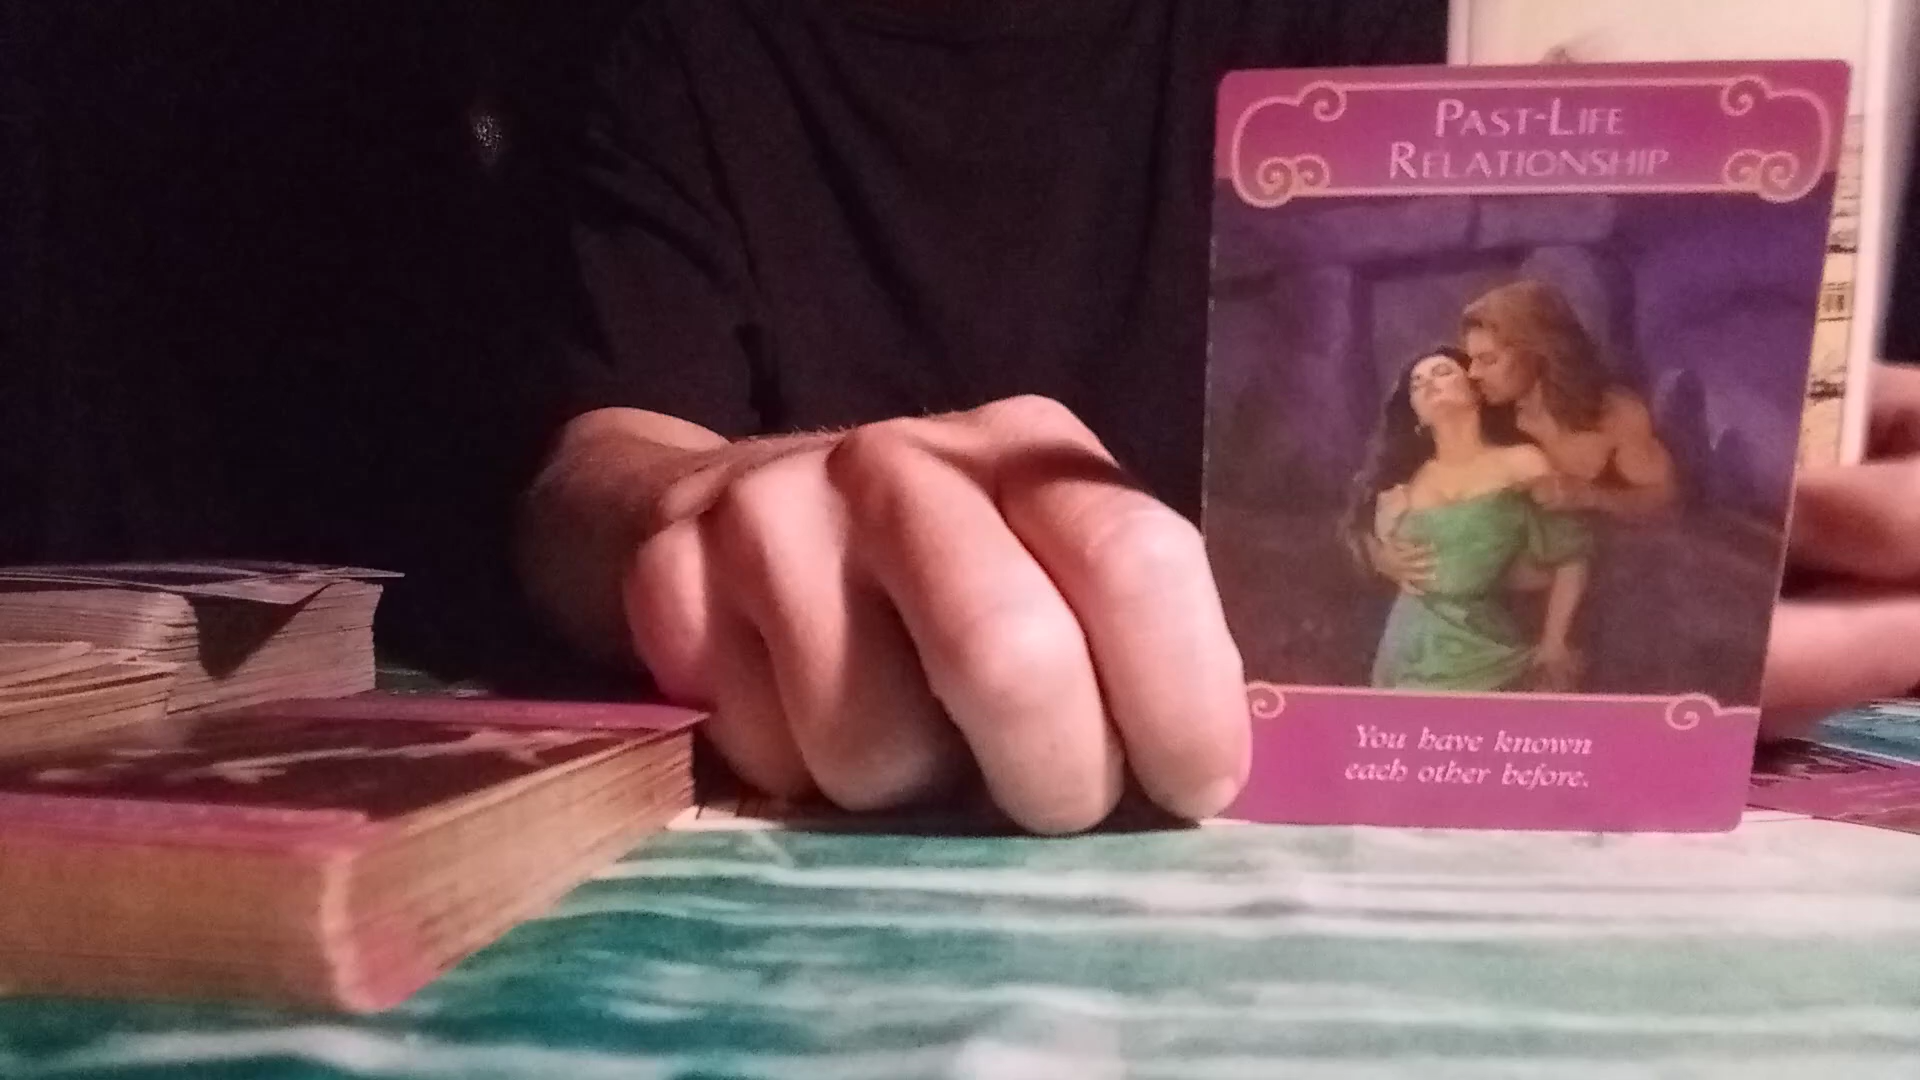 PAST-LIFE
RELATIONSHIP
You have known
each other before.